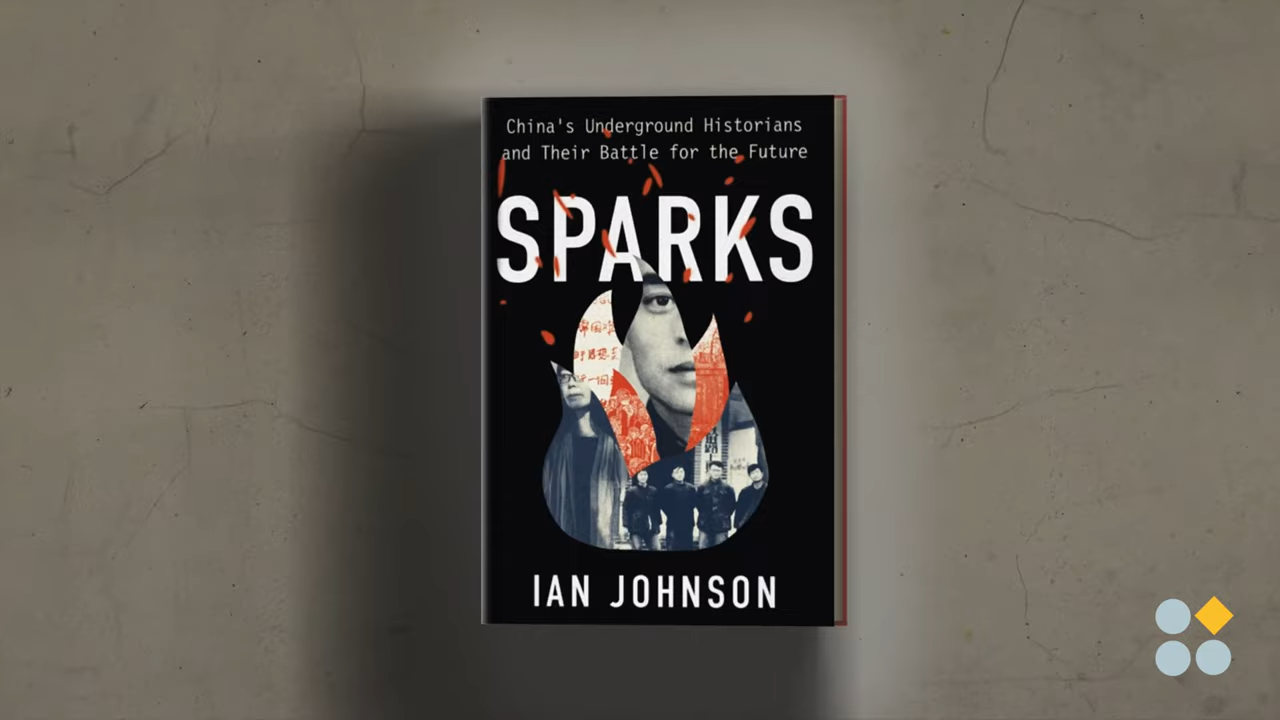 China's Underground Historians
and Their Battle for the Future
SPARKS
IAN JOHNSON